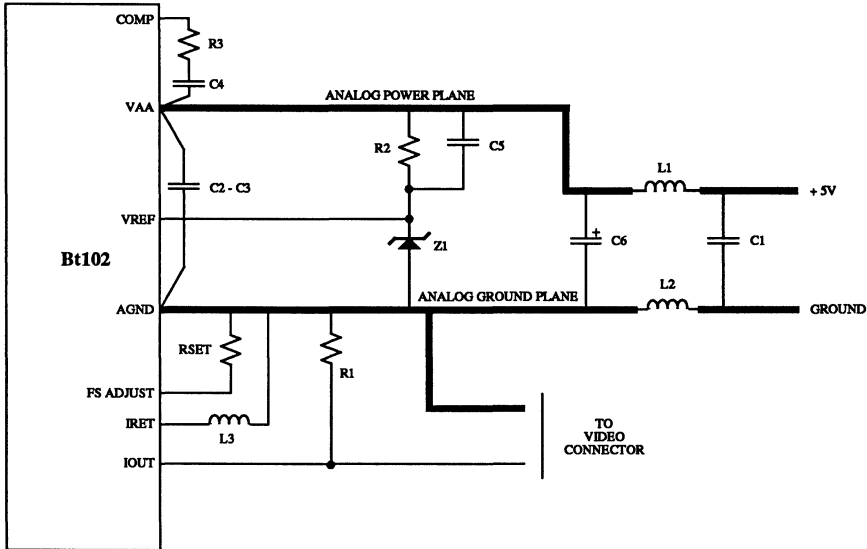 COMP
R3
C4
ANALOG POWER PLANE
VAA
R2
C5
L1
+ 5V
C2 - C3
VREF
Z1
+
C6
C1
Bt102
AGND
ANALOG GROUND PLANE
L2
GROUND
RSET
R1
FS ADJUST
IRET
L3
IOUT
TO
VIDEO
CONNECTOR